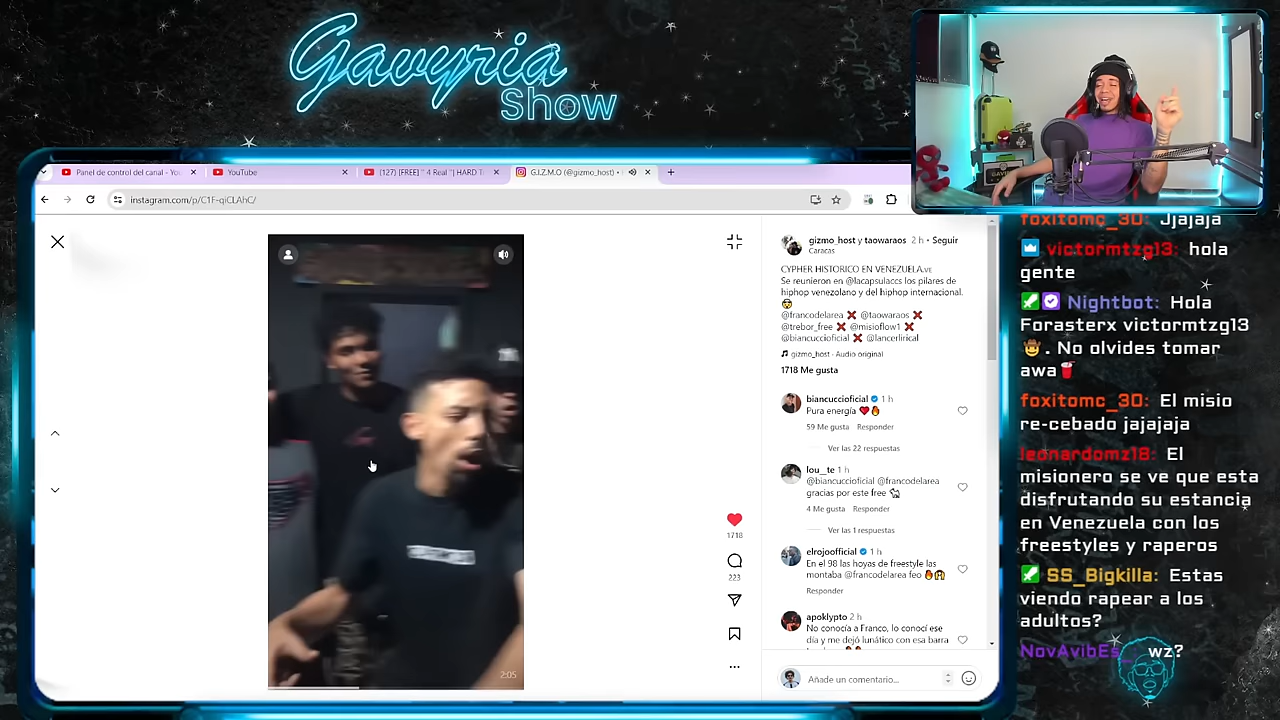 Gavyria
Show
Panel de control del canal - You
YouTube
(127) [FREE] " 4 Real "| HARD T
G.I.Z.M.O (@gizmo_host) •
instagram.com/p/C1F-qiCLAhC/
gizmo_host y taowaraos 2 h • Seguir
Caracas
CYPHER HISTORICO EN VENEZUELA.VE
Se reunieron en @lacapsulaccs los pilares de
hiphop venezolano y del hiphop internacional.
🤯
@francodelarea ❌ @taowaraos ❌
@trebor_free ❌ @misioflow1 ❌
@biancuccioficial ❌ @lancerlirical
gizmo_host · Audio original
1718 Me gusta
biancuccioficial 1 h
Pura energía ❤️🔥
59 Me gusta Responder
Ver las 22 respuestas
lou__te 1 h
@biancuccioficial @francodelarea
gracias por este free
4 Me gusta Responder
Ver las 1 respuestas
elrojoofficial 1 h
En el 98 las hoyas de freestyle las
montaba @francodelarea feo 🔥
Responder
apoklypto 2 h
No conocía a Franco, lo conocí ese
día y me dejó lunático con esa barra
Añade un comentario...
1718
223
2:05
foxitomc_30: Jjajaja
victormtzg13: hola
gente
Nightbot: Hola
Forasterx victormtzg13
🤠. No olvides tomar
awa🥤
foxitomc_30: El misio
re-cebado jajajaja
leonardomz18: El
misionero se ve que esta
disfrutando su estancia
en Venezuela con los
freestyles y raperos
SS_Bigkilla: Estas
viendo rapear a los
adultos?
NovAvibEs_: wz?